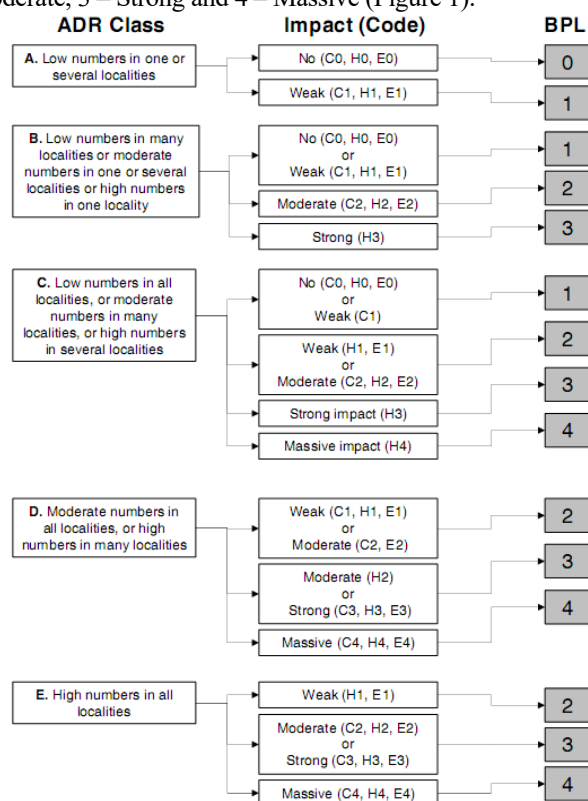 oderate, 3 – Strong and 4 – Massive (Figure 1).
ADR Class Impact (Code) BPL
A. Low in one or
several localities
No (C0, H0, E0)
0
Weak (C1, H1, E1)
1
B. Low numbers in many
localities or moderate
numbers in one or several
localities or high numbers
in one locality
No (C0, H0, E0)
or
Weak (C1, H1, E1)
1
Moderate (C2, H2, E2)
2
Strong (H3)
3
C. Low numbers in all
localities, or moderate
numbers in many
localities, or high numbers
in several localities
No (C0, H0, E0)
or
Weak (C1)
1
Weak (H1, E1)
or
Moderate (C2, H2, E2)
2
Strong impact (H3)
3
Massive impact (H4)
4
D. Moderate numbers in
all localities, or high
numbers in many localities
Weak (C1, H1, E1)
or
Moderate (C2, E2)
2
Moderate (H2)
or
Strong (C3, H3, E3)
3
Massive (C4, H4, E4)
4
E. High numbers in all
localities
Weak (H1, E1)
2
Moderate (C2, H2, E2)
or
Strong (C3, H3, E3)
3
Massive (C4, H4, E4)
4